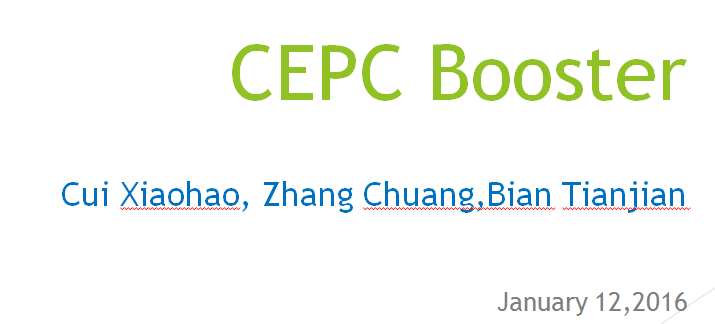 CEPC Booster
Cui Xiaohao, Zhang Chuang,Bian Tianjian
January 12,2016